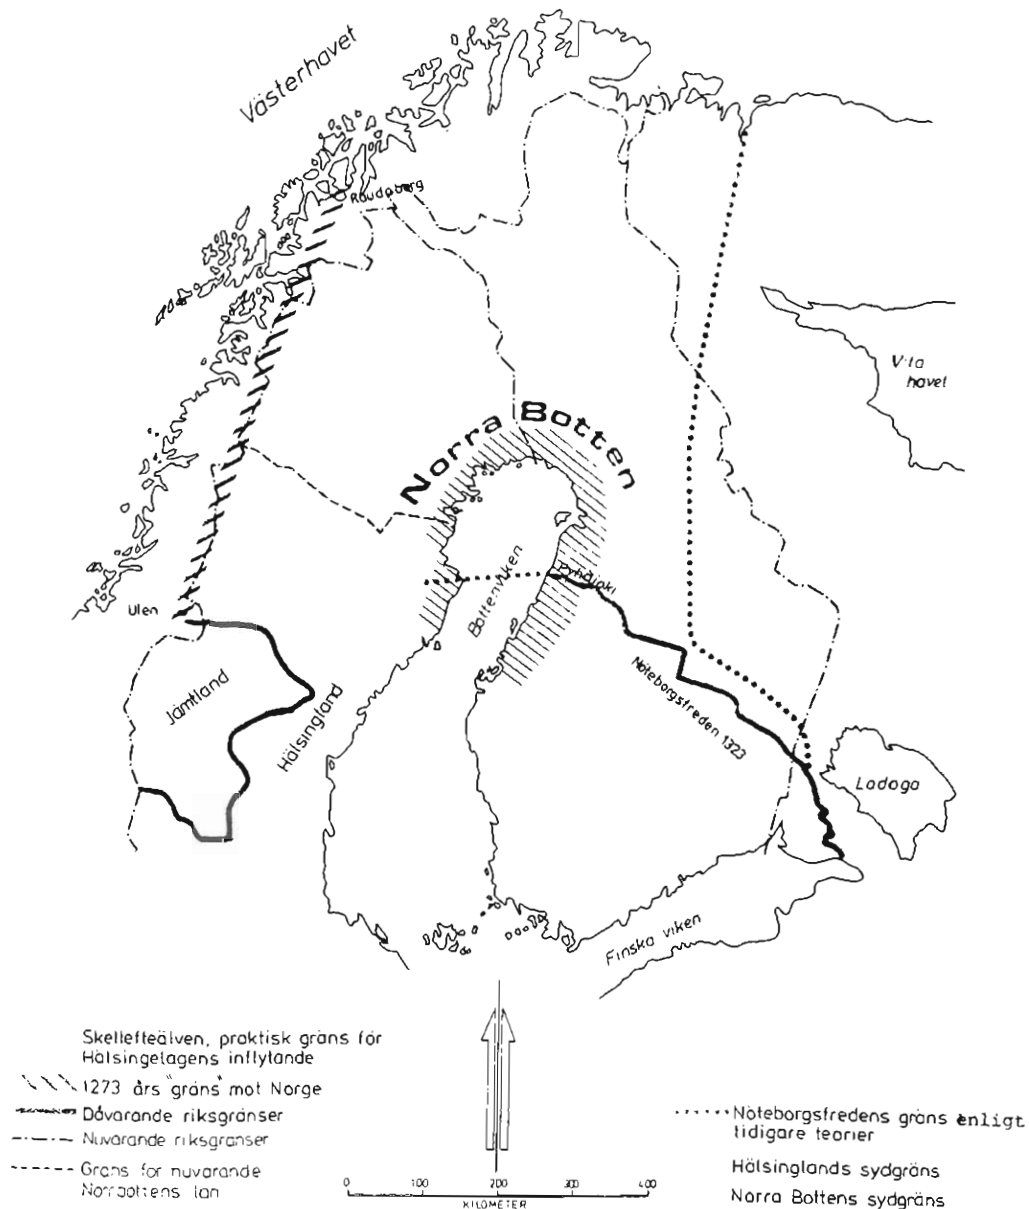 Västerhavet
Raudaberg
Vita
havet
Norra Botten
Bottenviken
Pyhäjoki
Ulen
Jämtland
Hälsingland
Nöteborgsfreden 1323
Ladoga
Finska viken
Skellefteälven, praktisk gräns för
Hälsingelagens inflytande
1273 års "gräns" mot Norge
Dåvarande riksgränser
Nuvarande riksgränser
Gräns för nuvarande
Norrbottens län
0 100 200 300 400
KILOMETER
Nöteborgsfredens gräns enligt
tidigare teorier
Hälsinglands sydgräns
Norra Bottens sydgräns